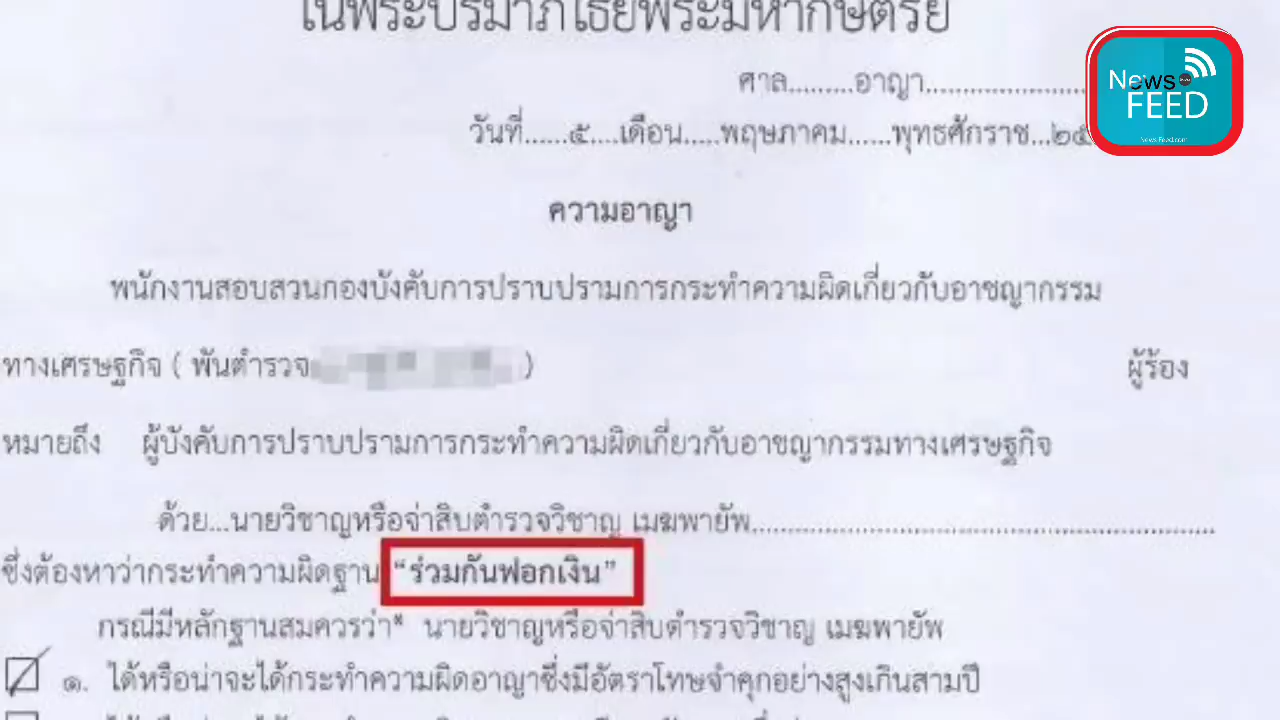 ในพระปรมาภิไธยพระมหากษัตริย์
ศาล.........อาญา......................
วันที่......๕....เดือน.....พฤษภาคม......พุทธศักราช...๒๕
News
FEED
News Feed.com
ความอาญา
พนักงานสอบสวนกองบังคับการปราบปรามการกระทำความผิดเกี่ยวกับอาชญากรรม
ทางเศรษฐกิจ ( พันตำรวจ ) ผู้ร้อง
หมายถึง ผู้บังคับการปราบปรามการกระทำความผิดเกี่ยวกับอาชญากรรมทางเศรษฐกิจ
ด้วย...นายวิชาญหรือจ่าสิบตำรวจวิชาญ เมฆพายัพ..........................................................
ซึ่งต้องหาว่ากระทำความผิดฐาน “ร่วมกันฟอกเงิน”
กรณีมีหลักฐานสมควรว่า* นายวิชาญหรือจ่าสิบตำรวจวิชาญ เมฆพายัพ
๑. ได้หรือน่าจะได้กระทำความผิดอาญาซึ่งมีอัตราโทษจำคุกอย่างสูงเกินสามปี